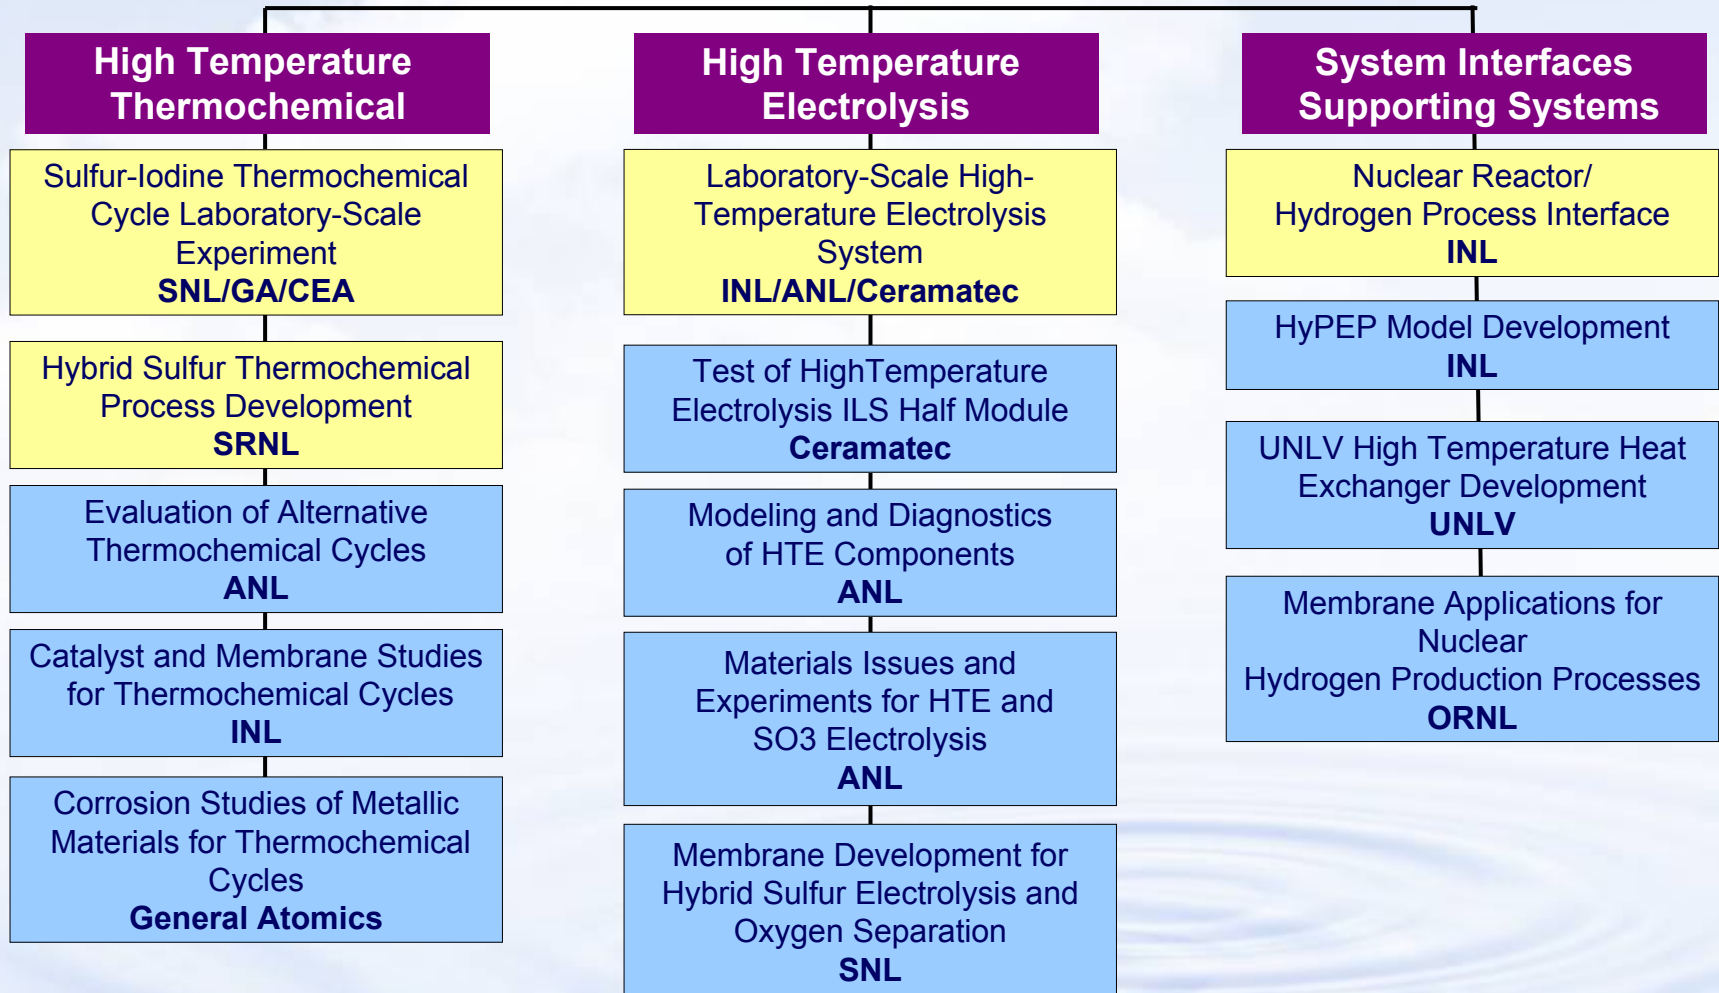 High Temperature
Thermochemical
Sulfur-Iodine Thermochemical
Cycle Laboratory-Scale
Experiment
SNL/GA/CEA
Hybrid Sulfur Thermochemical
Process Development
SRNL
Evaluation of Alternative
Thermochemical Cycles
ANL
Catalyst and Membrane Studies
for Thermochemical Cycles
INL
Corrosion Studies of Metallic
Materials for Thermochemical
Cycles
General Atomics
High Temperature
Electrolysis
Laboratory-Scale High-
Temperature Electrolysis
System
INL/ANL/Ceramatec
Test of HighTemperature
Electrolysis ILS Half Module
Ceramatec
Modeling and Diagnostics
of HTE Components
ANL
Materials Issues and
Experiments for HTE and
SO3 Electrolysis
ANL
Membrane Development for
Hybrid Sulfur Electrolysis and
Oxygen Separation
SNL
System Interfaces
Supporting Systems
Nuclear Reactor/
Hydrogen Process Interface
INL
HyPEP Model Development
INL
UNLV High Temperature Heat
Exchanger Development
UNLV
Membrane Applications for
Nuclear
Hydrogen Production Processes
ORNL